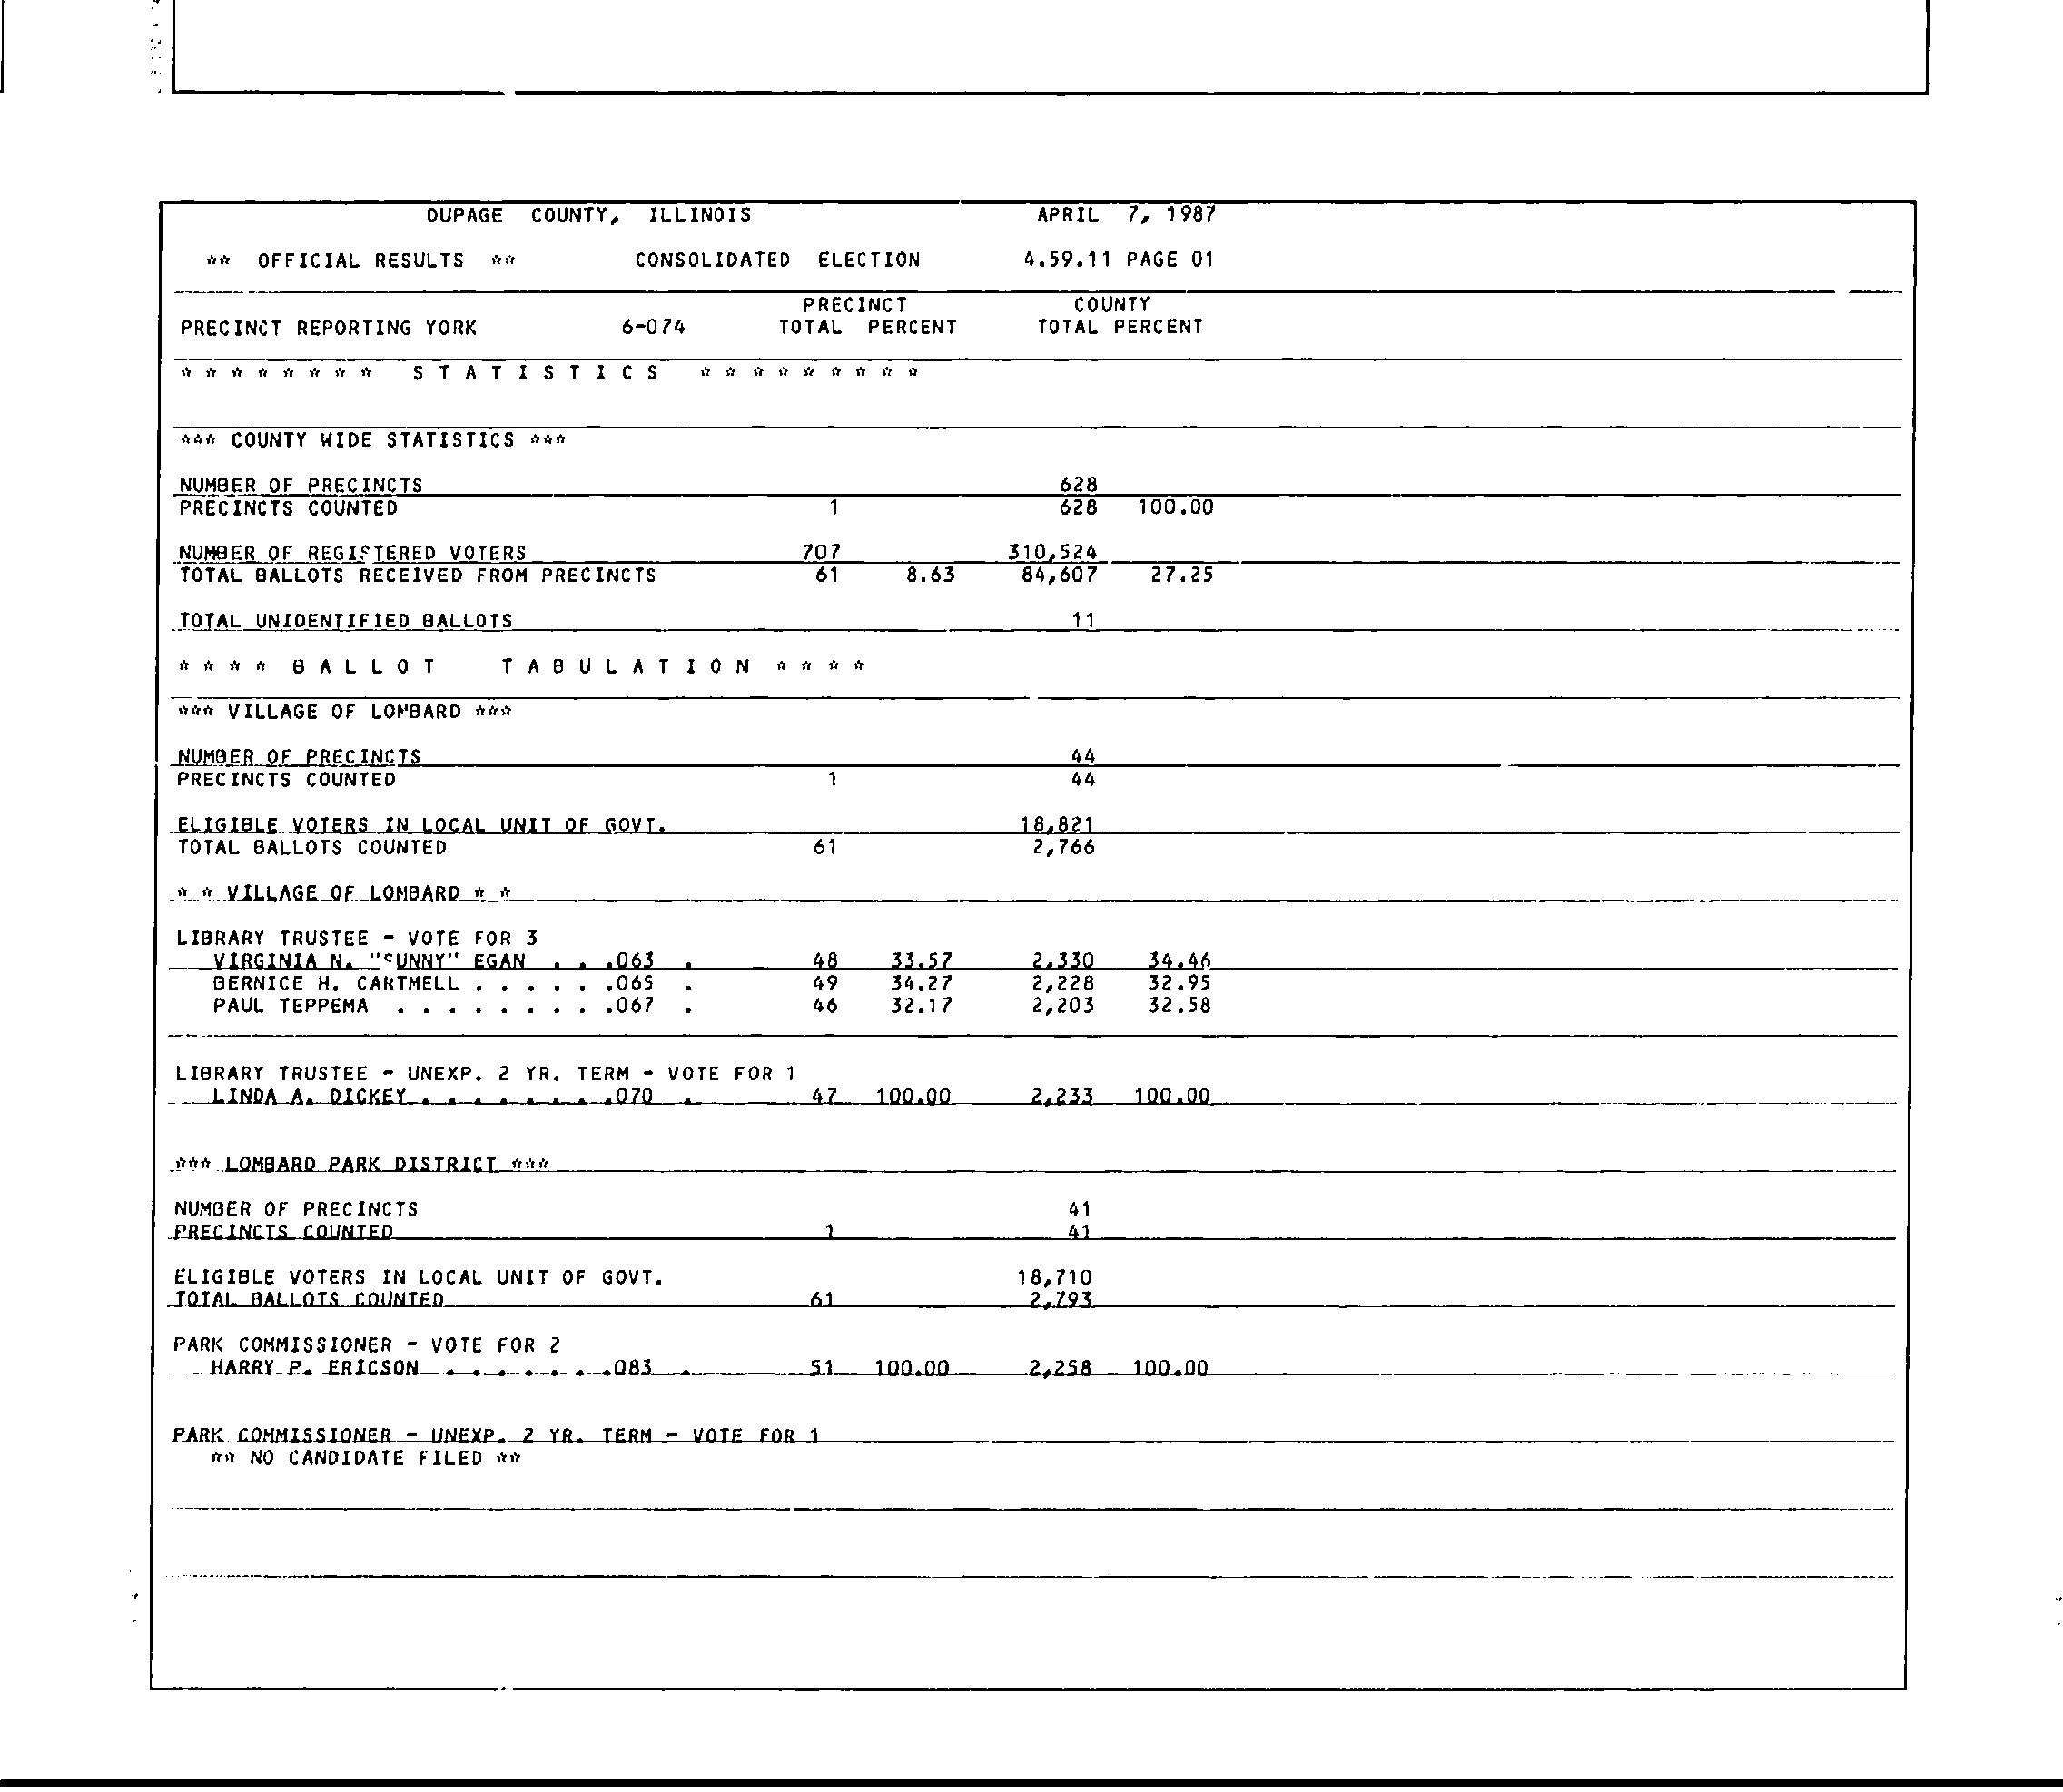 DUPAGE COUNTY, ILLINOIS APRIL 7, 1987
** OFFICIAL RESULTS ** CONSOLIDATED ELECTION 4.59.11 PAGE 01
PRECINCT COUNTY
PRECINCT REPORTING YORK 6-074 TOTAL PERCENT TOTAL PERCENT
* * * * * * * * S T A T I S T I C S * * * * * * * * *
*** COUNTY WIDE STATISTICS ***
NUMBER OF PRECINCTS 628
PRECINCTS COUNTED 1 628 100.00
NUMBER OF REGISTERED VOTERS 707 310,524
TOTAL BALLOTS RECEIVED FROM PRECINCTS 61 8.63 84,607 27.25
TOTAL UNIDENTIFIED BALLOTS 11
* * * * B A L L O T T A B U L A T I O N * * * *
*** VILLAGE OF LOMBARD ***
NUMBER OF PRECINCTS 44
PRECINCTS COUNTED 1 44
ELIGIBLE VOTERS IN LOCAL UNIT OF GOVT. 18,821
TOTAL BALLOTS COUNTED 61 2,766
* * VILLAGE OF LOMBARD * *
LIBRARY TRUSTEE - VOTE FOR 3
VIRGINIA N. "SUNNY" EGAN . . .063 . 48 33.57 2,330 34.46
BERNICE H. CARTMELL . . . . . .065 . 49 34.27 2,228 32.95
PAUL TEPPEMA . . . . . . . . .067 . 46 32.17 2,203 32.58
LIBRARY TRUSTEE - UNEXP. 2 YR. TERM - VOTE FOR 1
LINDA A. DICKEY . . . . . . . .070 . 47 100.00 2,233 100.00
*** LOMBARD PARK DISTRICT ***
NUMBER OF PRECINCTS 41
PRECINCTS COUNTED 1 41
ELIGIBLE VOTERS IN LOCAL UNIT OF GOVT. 18,710
TOTAL BALLOTS COUNTED 61 2,793
PARK COMMISSIONER - VOTE FOR 2
HARRY P. ERICSON . . . . . . .083 . 51 100.00 2,258 100.00
PARK COMMISSIONER - UNEXP. 2 YR. TERM - VOTE FOR 1
** NO CANDIDATE FILED **